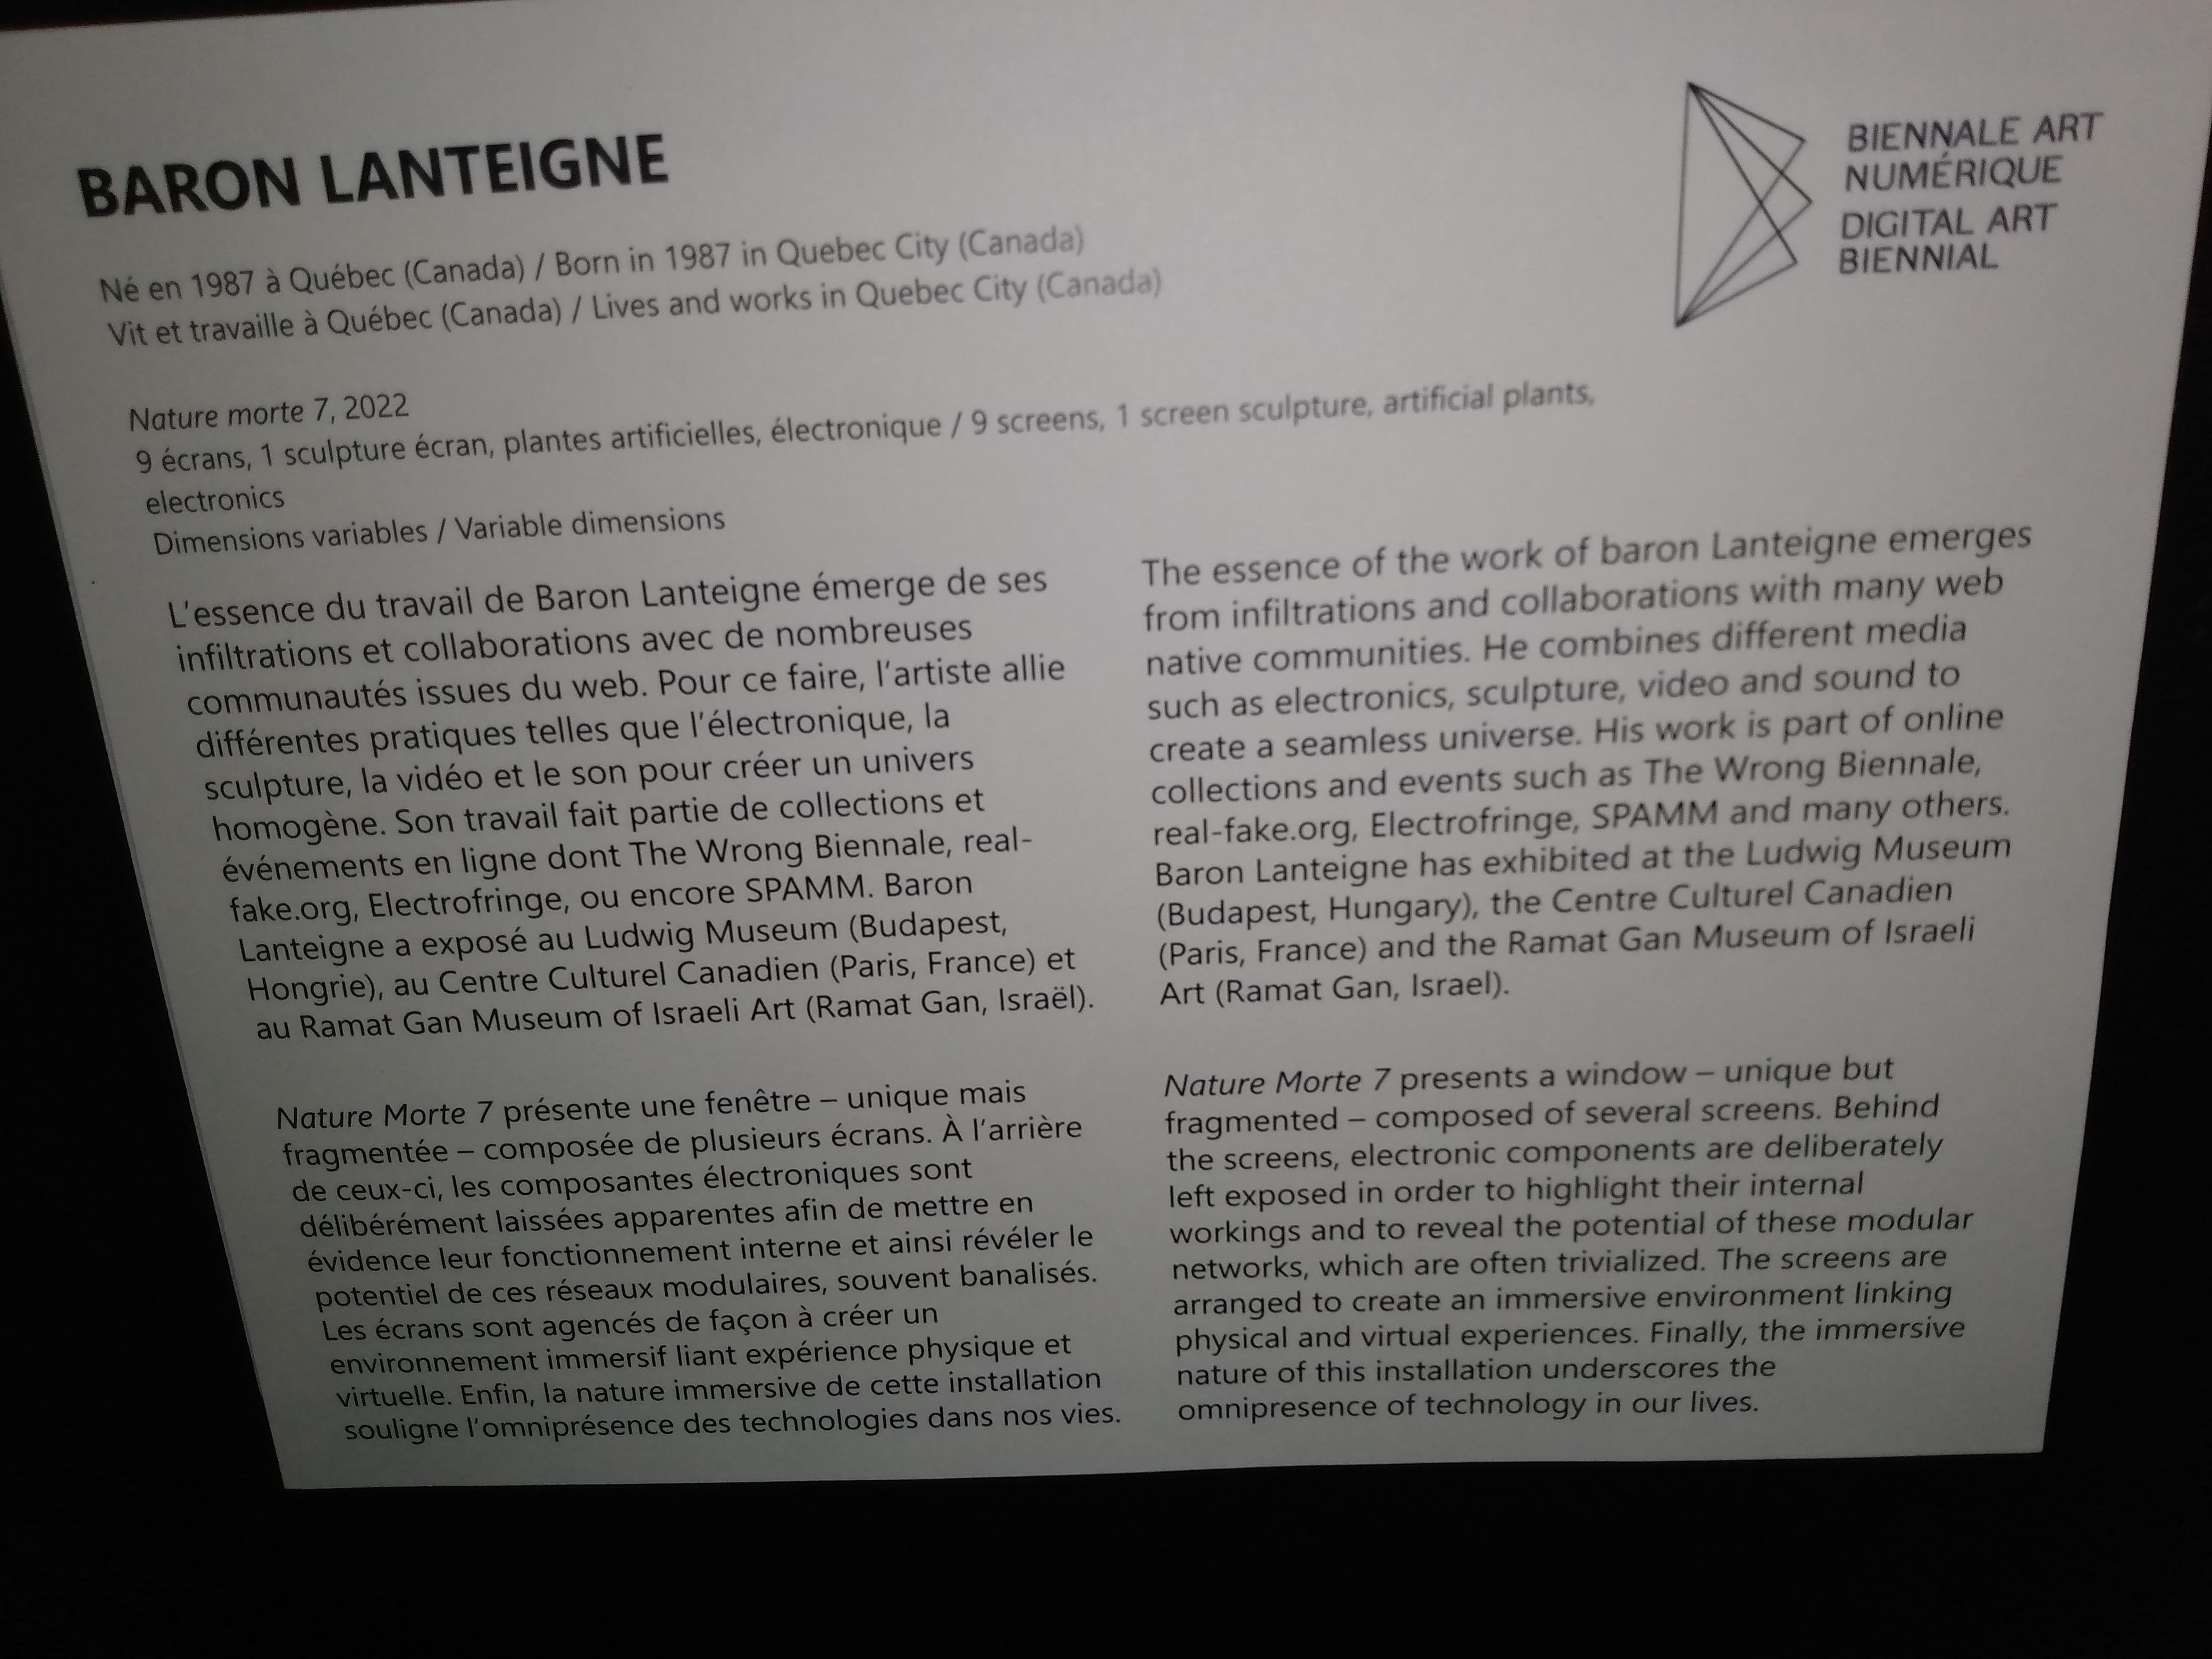 BARON LANTEIGNE
BIENNALE ART
NUMÉRIQUE
DIGITAL ART
BIENNIAL
Né en 1987 à Québec (Canada) / Born in 1987 in Quebec City (Canada)
Vit et travaille à Québec (Canada) / Lives and works in Quebec City (Canada)
Nature morte 7, 2022
9 écrans, 1 sculpture écran, plantes artificielles, électronique / 9 screens, 1 screen sculpture, artificial plants,
electronics
Dimensions variables / Variable dimensions
L'essence du travail de Baron Lanteigne émerge de ses
infiltrations et collaborations avec de nombreuses
communautés issues du web. Pour ce faire, l'artiste allie
différentes pratiques telles que l'électronique, la
sculpture, la vidéo et le son pour créer un univers
homogène. Son travail fait partie de collections et
événements en ligne dont The Wrong Biennale, real-
fake.org, Electrofringe, ou encore SPAMM. Baron
Lanteigne a exposé au Ludwig Museum (Budapest,
Hongrie), au Centre Culturel Canadien (Paris, France) et
au Ramat Gan Museum of Israeli Art (Ramat Gan, Israël).
Nature Morte 7 présente une fenêtre – unique mais
fragmentée – composée de plusieurs écrans. À l'arrière
de ceux-ci, les composantes électroniques sont
délibérément laissées apparentes afin de mettre en
évidence leur fonctionnement interne et ainsi révéler le
potentiel de ces réseaux modulaires, souvent banalisés.
Les écrans sont agencés de façon à créer un
environnement immersif liant expérience physique et
virtuelle. Enfin, la nature immersive de cette installation
souligne l'omniprésence des technologies dans nos vies.
The essence of the work of baron Lanteigne emerges
from infiltrations and collaborations with many web
native communities. He combines different media
such as electronics, sculpture, video and sound to
create a seamless universe. His work is part of online
collections and events such as The Wrong Biennale,
real-fake.org, Electrofringe, SPAMM and many others.
Baron Lanteigne has exhibited at the Ludwig Museum
(Budapest, Hungary), the Centre Culturel Canadien
(Paris, France) and the Ramat Gan Museum of Israeli
Art (Ramat Gan, Israel).
Nature Morte 7 presents a window – unique but
fragmented – composed of several screens. Behind
the screens, electronic components are deliberately
left exposed in order to highlight their internal
workings and to reveal the potential of these modular
networks, which are often trivialized. The screens are
arranged to create an immersive environment linking
physical and virtual experiences. Finally, the immersive
nature of this installation underscores the
omnipresence of technology in our lives.